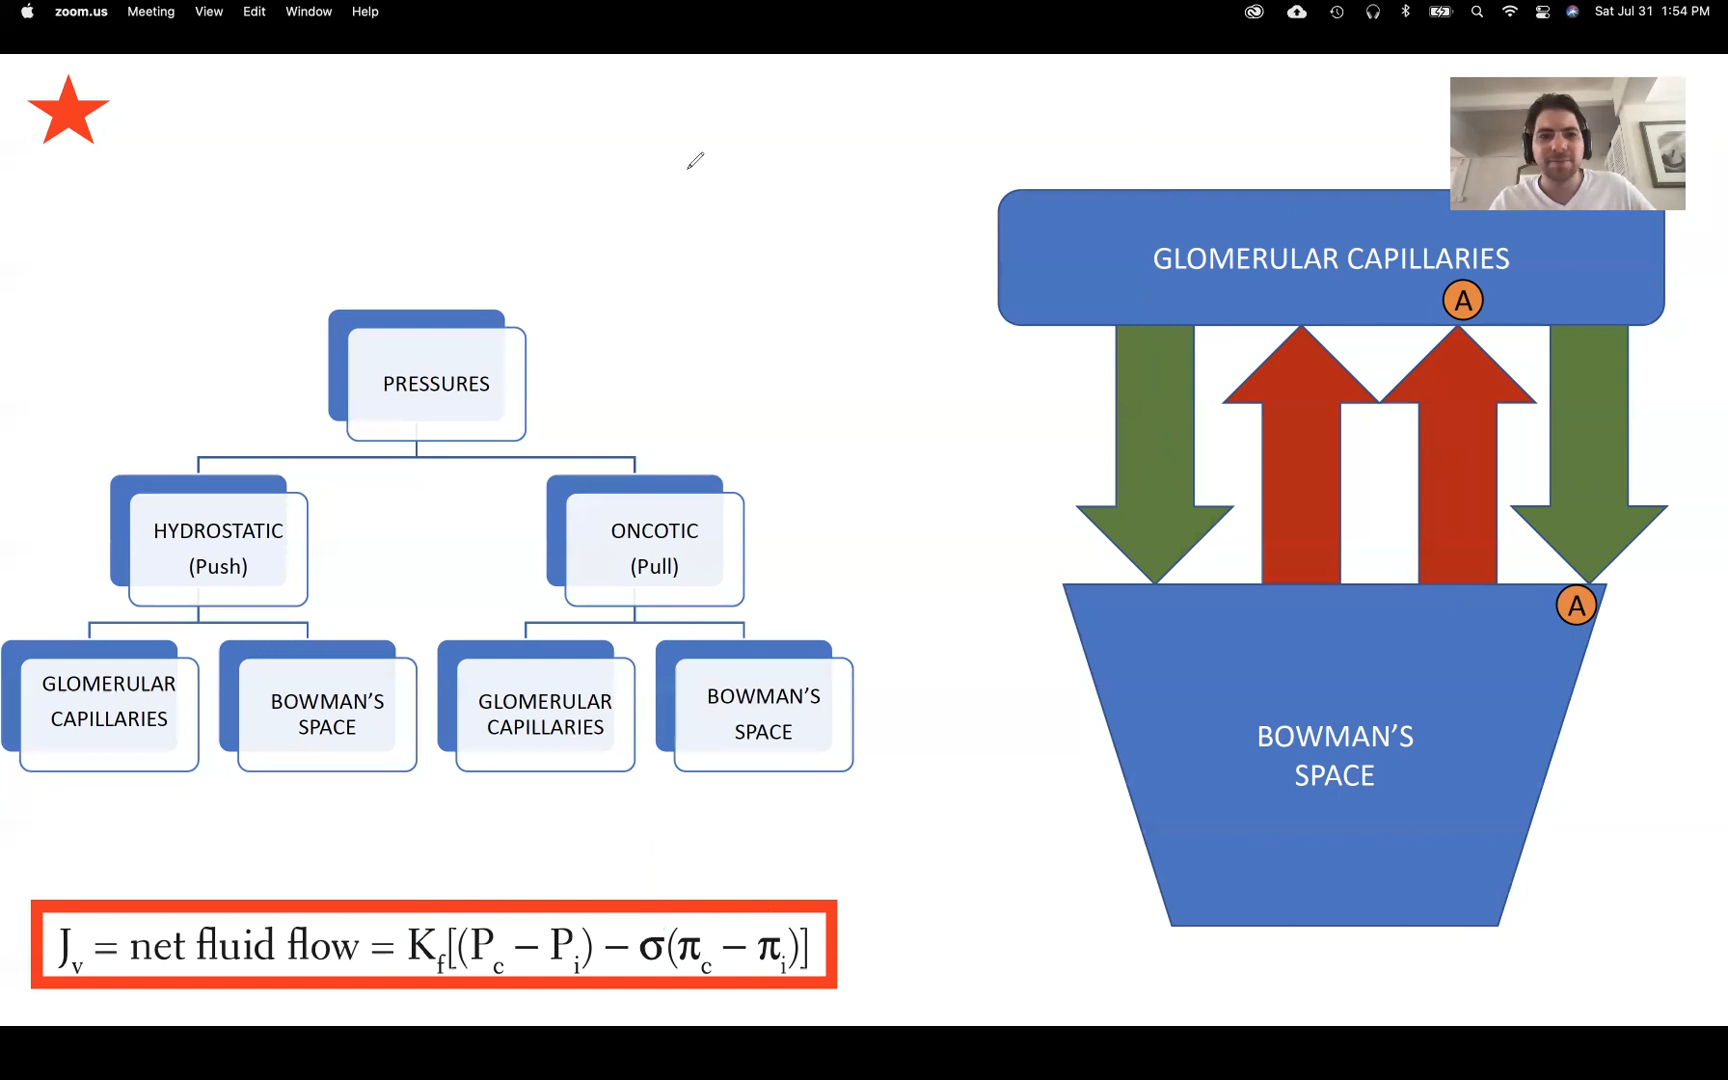 zoom.us Meeting View Edit Window Help
Sat Jul 31 1:54 PM
PRESSURES
HYDROSTATIC
(Push)
ONCOTIC
(Pull)
GLOMERULAR
CAPILLARIES
BOWMAN’S
SPACE
GLOMERULAR
CAPILLARIES
BOWMAN’S
SPACE
Jv = net fluid flow = Kf[(Pc − Pi) − σ(πc − πi)]
GLOMERULAR CAPILLARIES
A
A
BOWMAN’S
SPACE